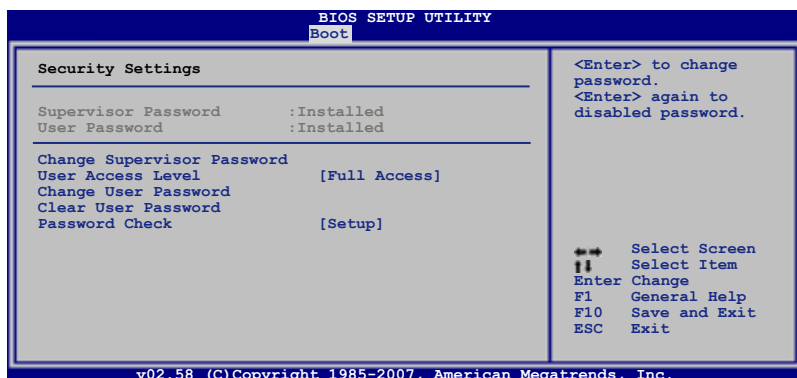 BIOS SETUP UTILITY
Boot
Security Settings
Supervisor Password :Installed
User Password :Installed
Change Supervisor Password
User Access Level [Full Access]
Change User Password
Clear User Password
Password Check [Setup]
<Enter> to change
password.
<Enter> again to
disabled password.
←→ Select Screen
↑↓ Select Item
Enter Change
F1 General Help
F10 Save and Exit
ESC Exit
v02.58 (C)Copyright 1985-2007, American Megatrends, Inc.